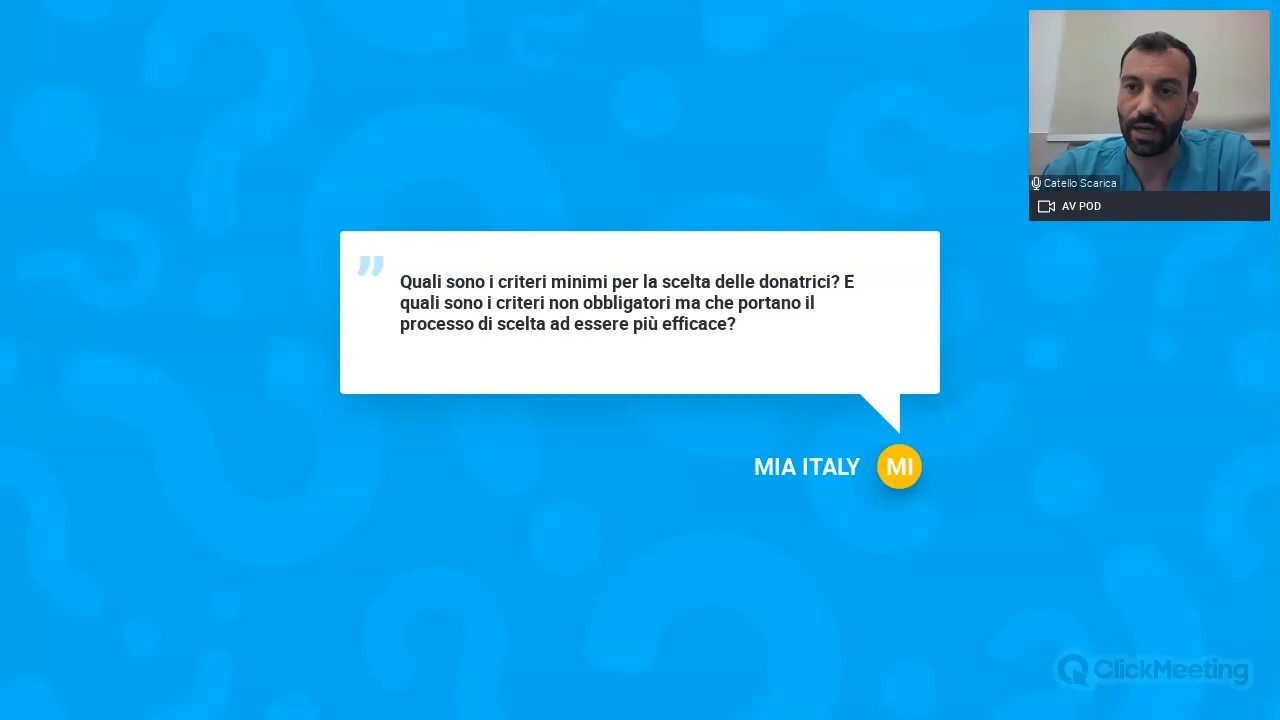 Catello Scarica
AV POD
”
Quali sono i criteri minimi per la scelta delle donatrici? E
quali sono i criteri non obbligatori ma che portano il
processo di scelta ad essere più efficace?
MIA ITALY
MI
ClickMeeting